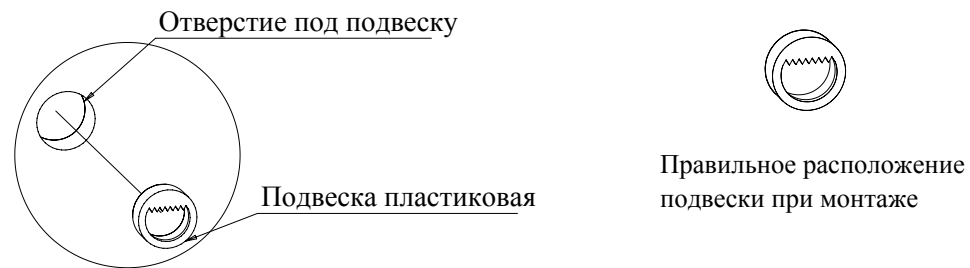 Отверстие под подвеску
Подвеска пластиковая
Правильное расположение
подвески при монтаже